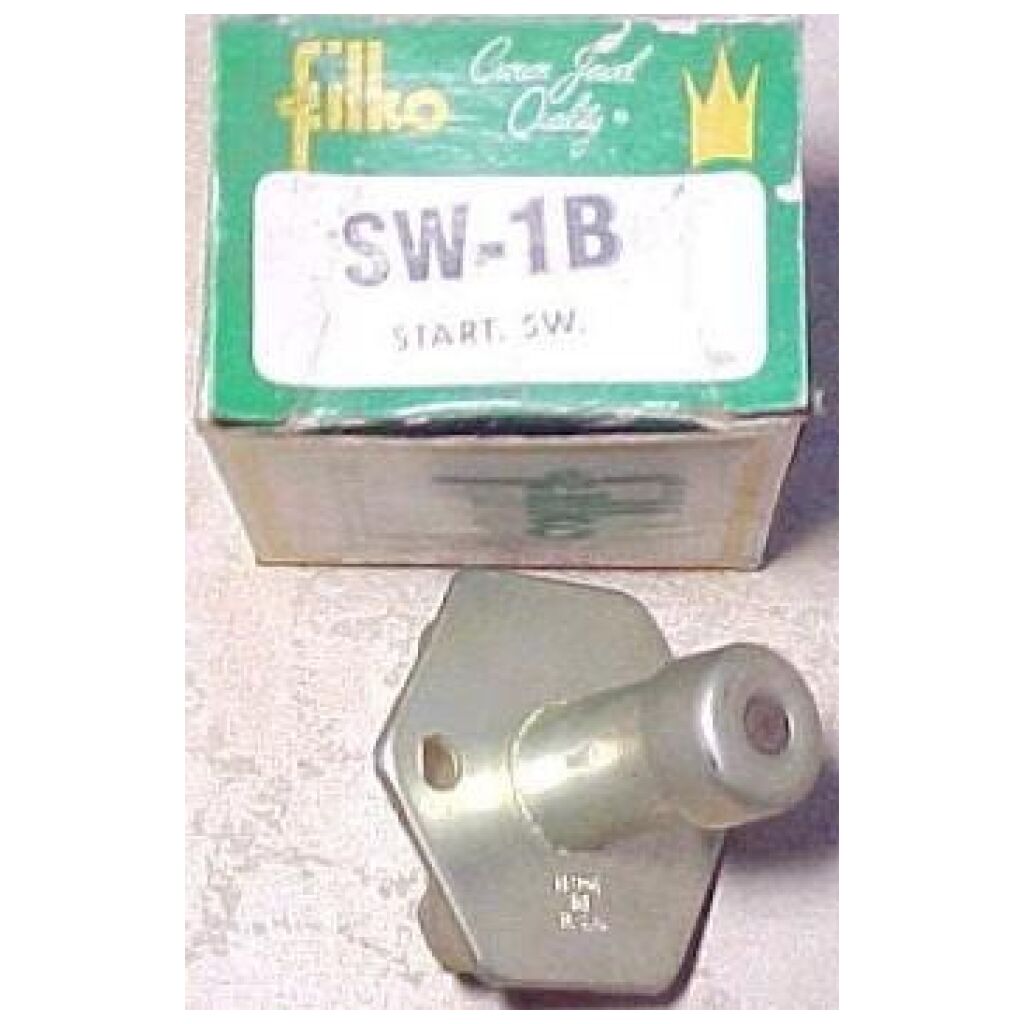 filko
Crown Jewel
Quality ®
SW-1B
START. SW.